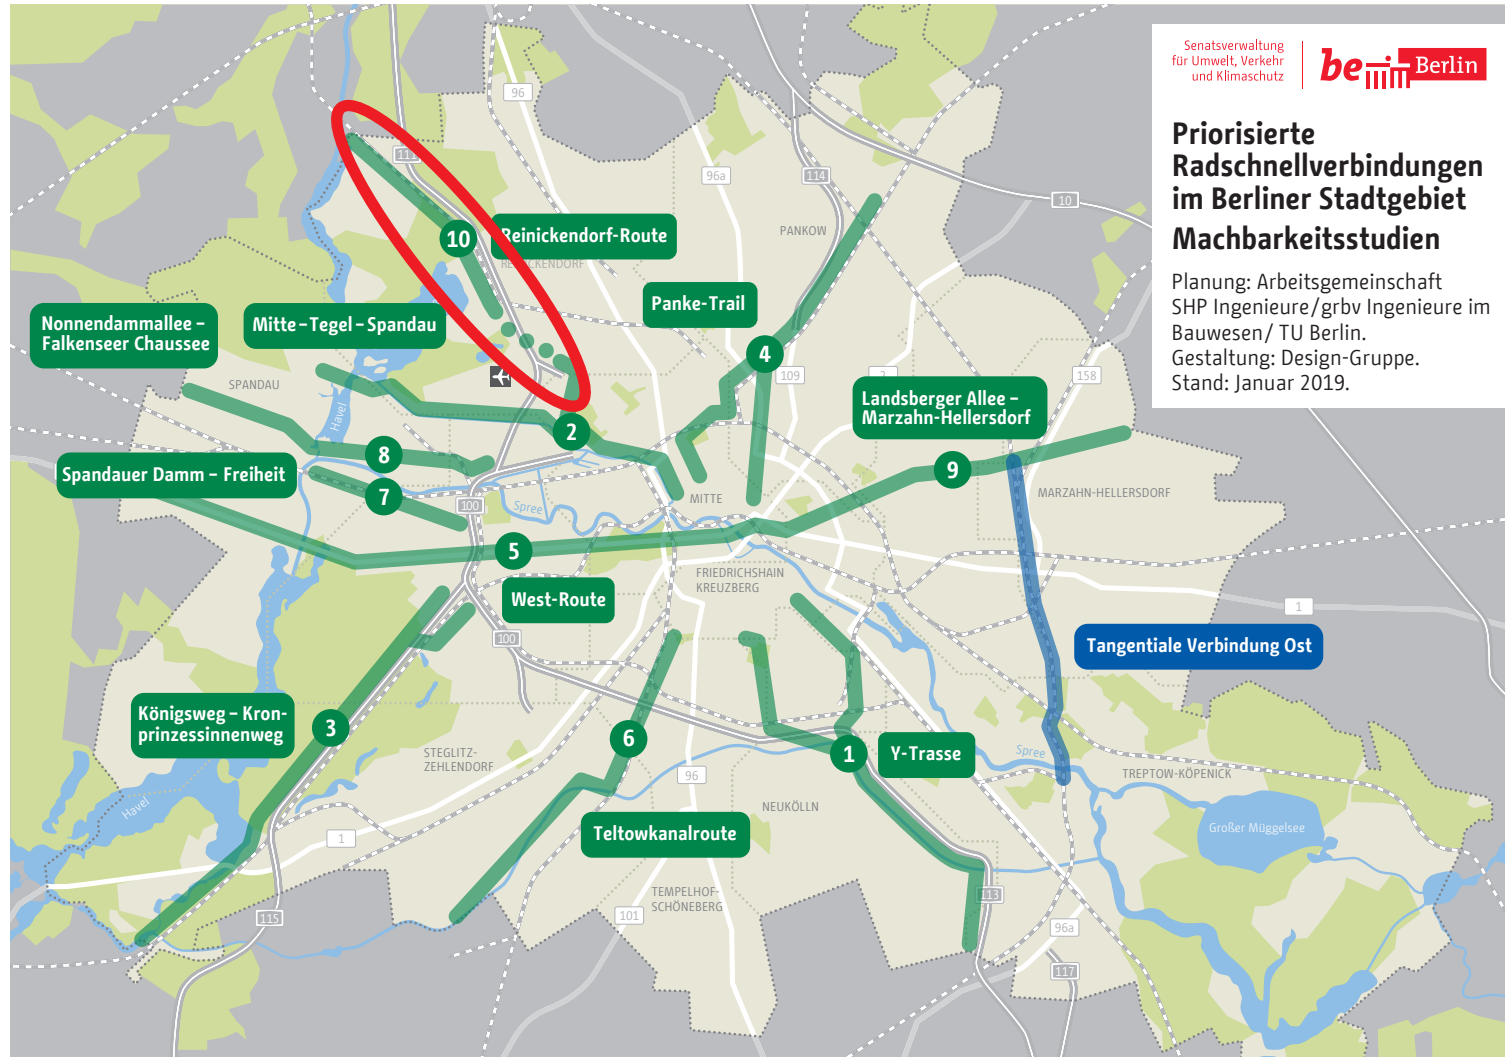 Senatsverwaltung
für Umwelt, Verkehr
und Klimaschutz
Berlin
Priorisierte
Radschnellverbindungen
im Berliner Stadtgebiet
Machbarkeitsstudien
Planung: Arbeitsgemeinschaft
SHP Ingenieure/grbv Ingenieure im
Bauwesen/ TU Berlin.
Gestaltung: Design-Gruppe.
Stand: Januar 2019.
96
111
96a
114
10
PANKOW
10
Reinickendorf-Route
REINICKENDORF
Panke-Trail
Nonnendammallee –
Falkenseer Chaussee
Mitte – Tegel – Spandau
4
109
2
158
SPANDAU
Havel
Landsberger Allee –
Marzahn-Hellersdorf
2
8
9
Spandauer Damm – Freiheit
7
100
Spree
MITTE
MARZAHN-HELLERSDORF
5
FRIEDRICHSHAIN
KREUZBERG
West-Route
1
100
Tangentiale Verbindung Ost
Königsweg – Kron-
prinzessinnenweg
3
6
STEGLITZ-
ZEHLENDORF
1
Y-Trasse
Spree
TREPTOW-KÖPENICK
96
Havel
NEUKÖLLN
1
Teltowkanalroute
Großer Müggelsee
TEMPELHOF-
SCHÖNEBERG
113
115
101
96a
117